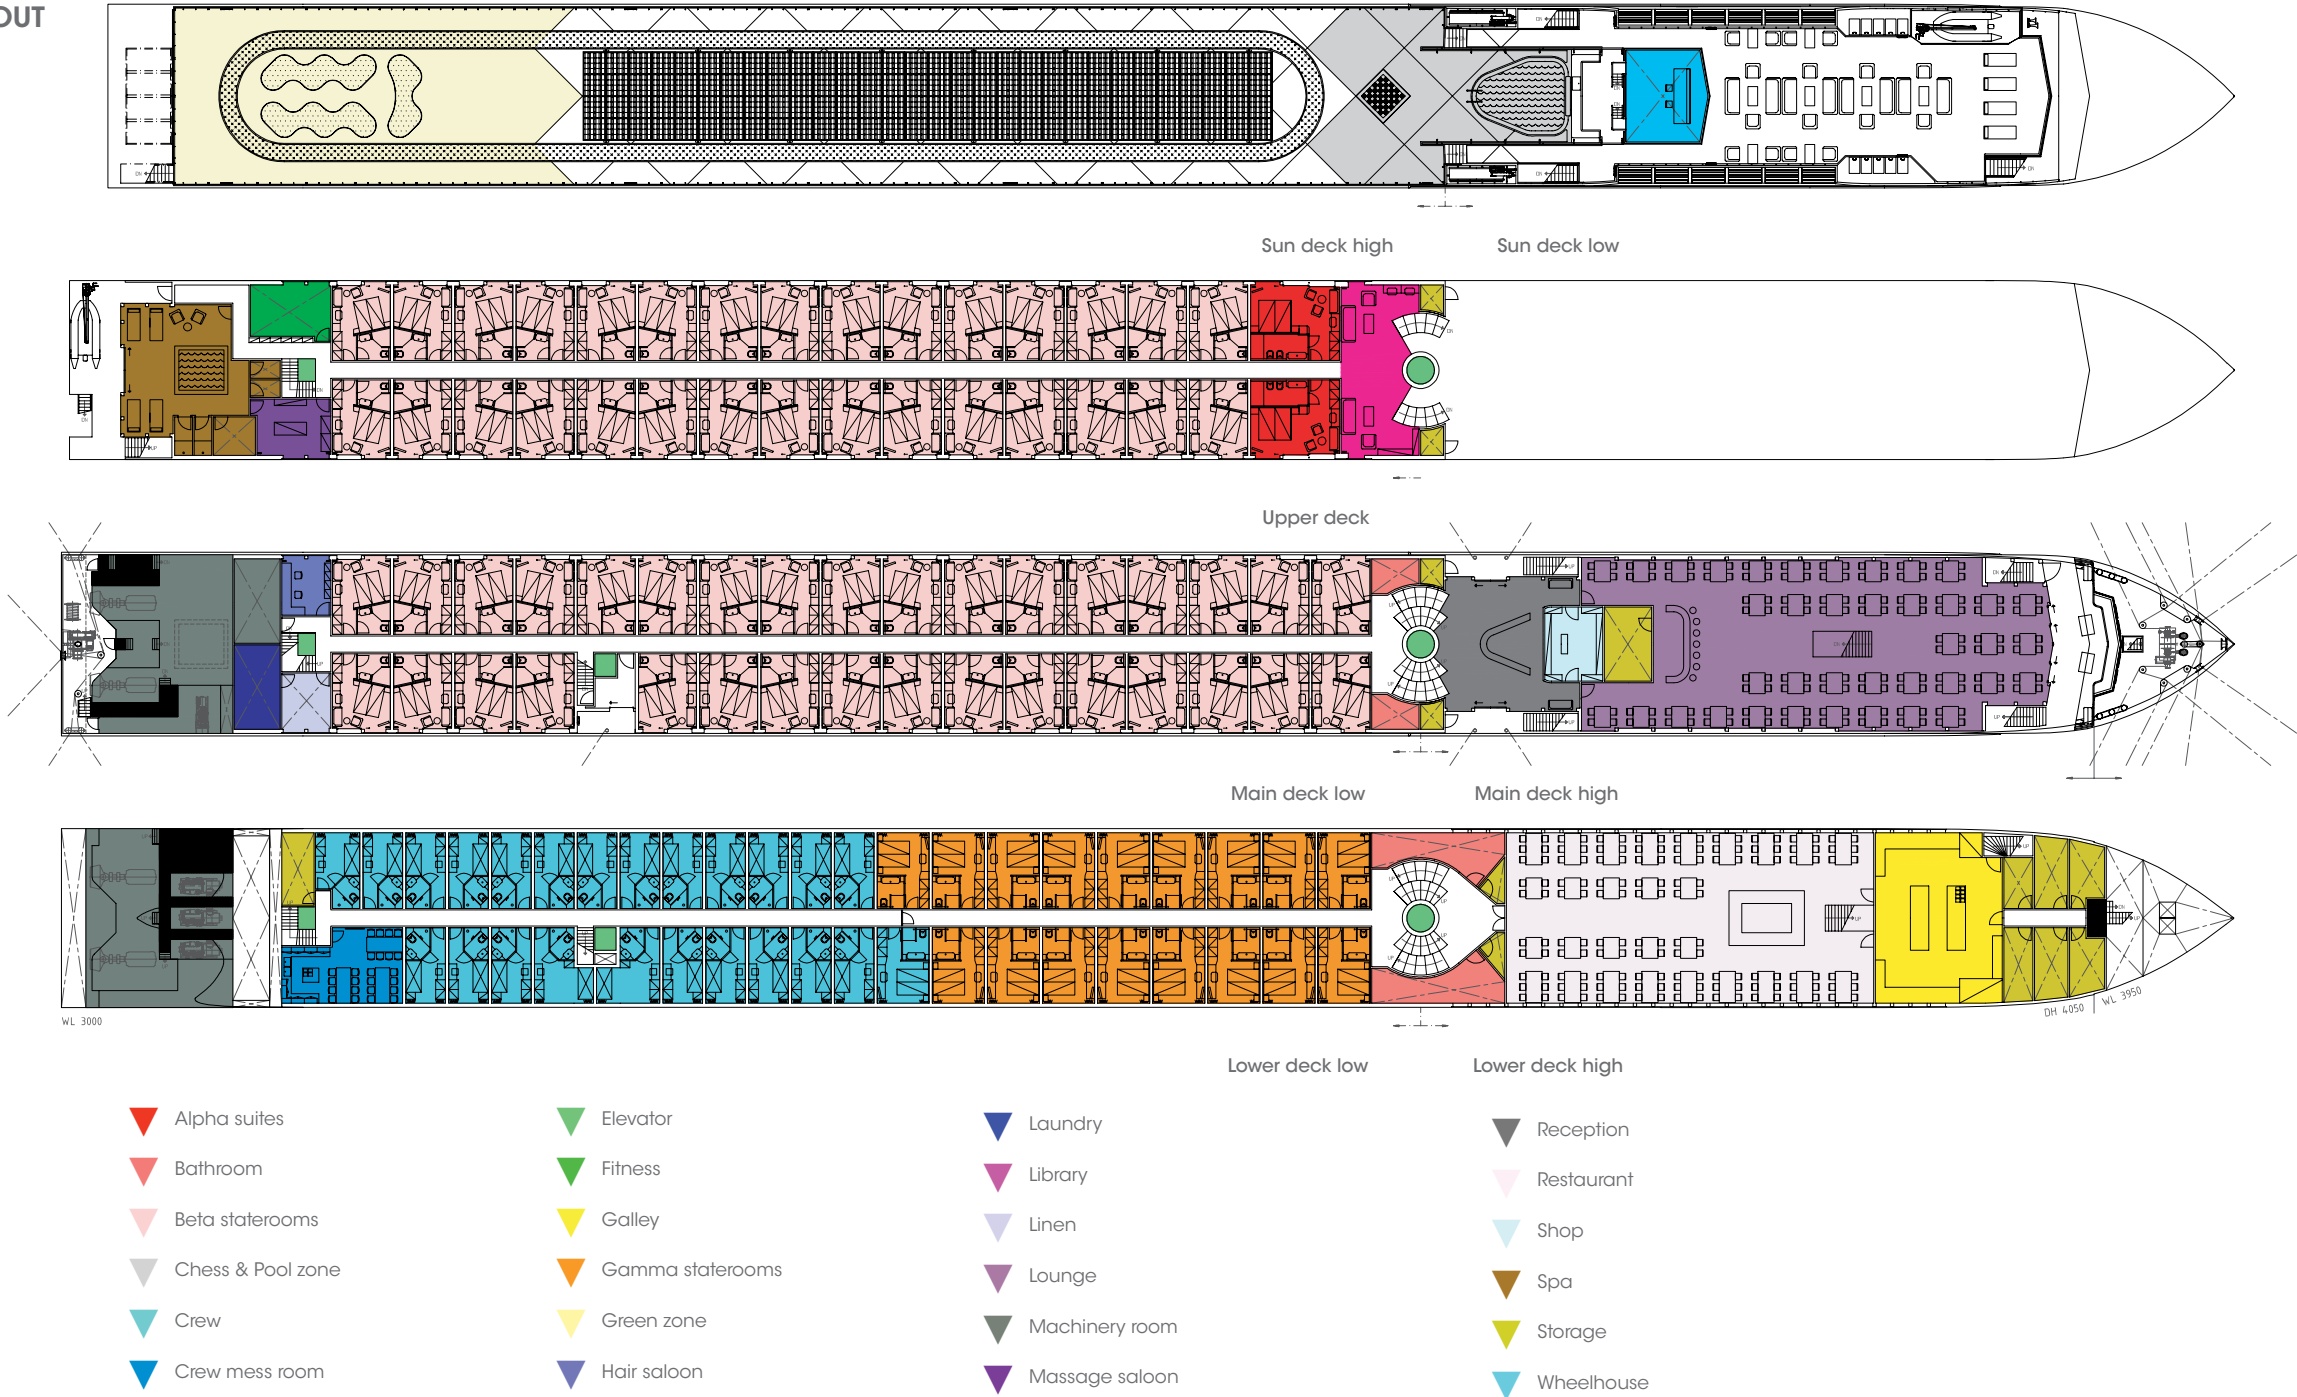 OUT
Sun deck high
Sun deck low
Upper deck
Main deck low
Main deck high
WL 3000
DH 4050
WL 3950
Lower deck low
Lower deck high
Alpha suites
Bathroom
Beta staterooms
Chess & Pool zone
Crew
Crew mess room
Elevator
Fitness
Galley
Gamma staterooms
Green zone
Hair saloon
Laundry
Library
Linen
Lounge
Machinery room
Massage saloon
Reception
Restaurant
Shop
Spa
Storage
Wheelhouse